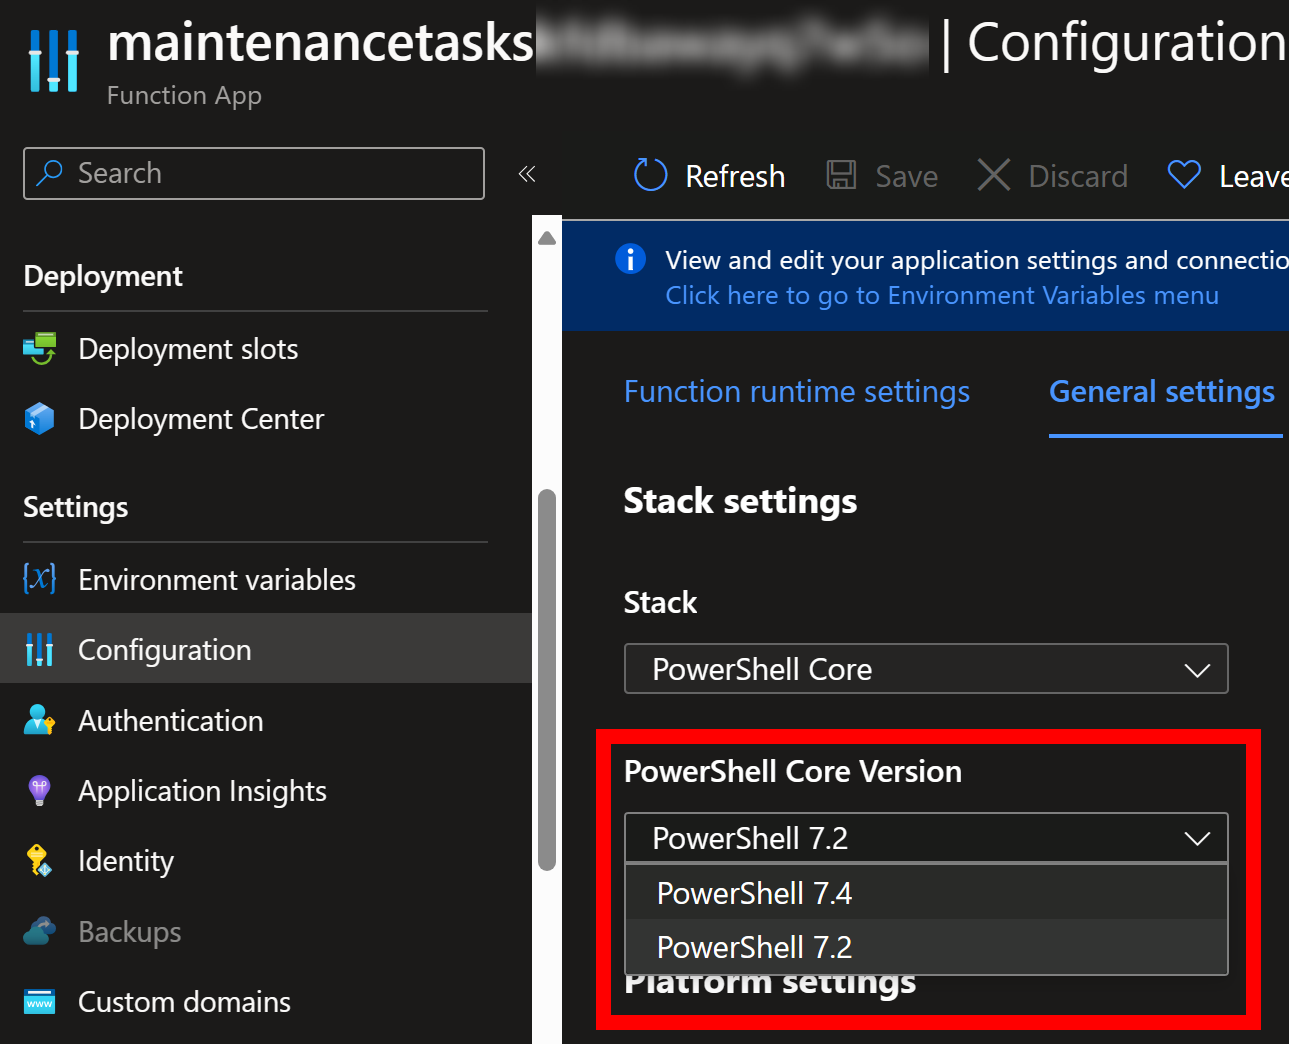 maintenancetasks | Configuration
Function App
Search
«
Refresh
Save
Discard
Leave
View and edit your application settings and connectio
Click here to go to Environment Variables menu
Deployment
Deployment slots
Deployment Center
Settings
{x} Environment variables
Configuration
Authentication
Application Insights
Identity
Backups
www Custom domains
Function runtime settings
General settings
Stack settings
Stack
PowerShell Core
PowerShell Core Version
PowerShell 7.2
PowerShell 7.4
PowerShell 7.2
Platform settings